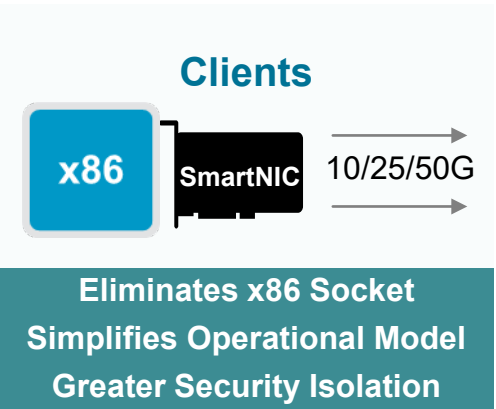 Clients
x86
SmartNIC
10/25/50G
Eliminates x86 Socket
Simplifies Operational Model
Greater Security Isolation